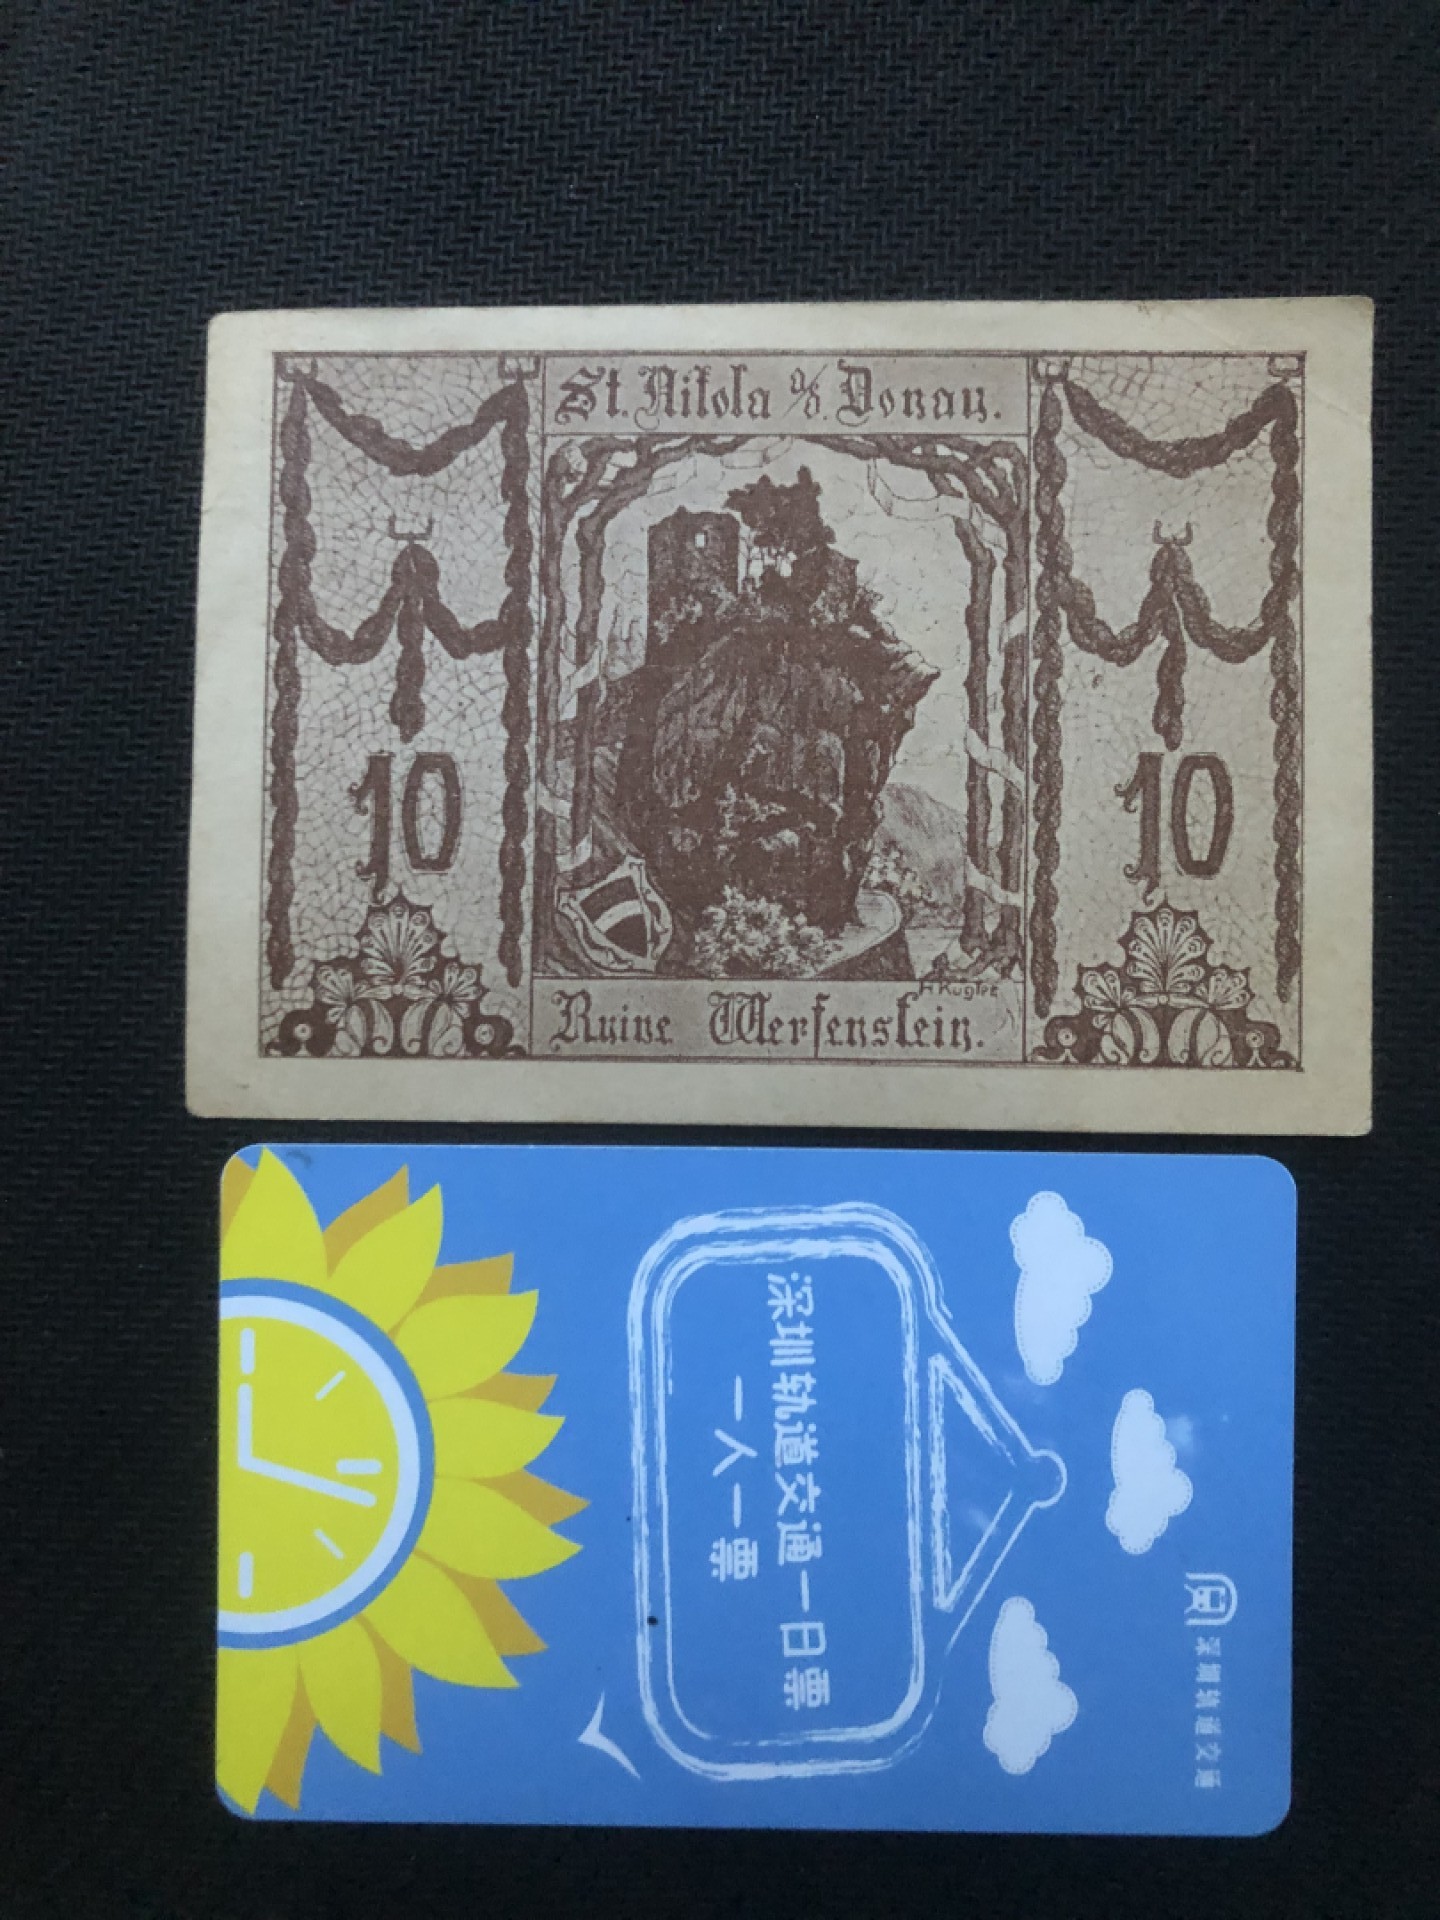 St. Nikola a/d. Donau.
10
10
H Kugler
Ruine Werfenstein.
深圳轨道交通一日票
一人一票
深圳轨道交通